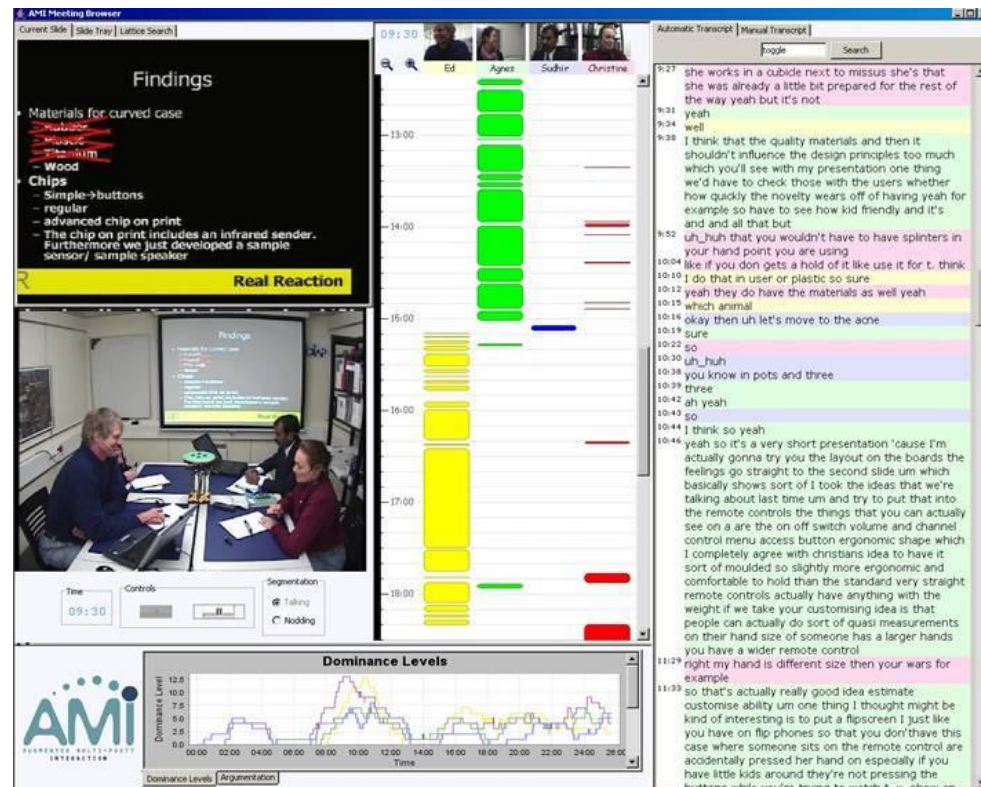 AMI Meeting Browser
Current Slide Slide Tray Lattice Search
Findings
Materials for curved case
Titanium
Wood
Chips
– Simple->buttons
– regular
– advanced chip on print
– The chip on print includes an infrared sender.
Furthermore we just developed a sample
sensor/ sample speaker
R
Real Reaction
Findings
Time
09:30
Controls
Segmentation
Talking
Nodding
09:30
Ed Agnes Sudhir Christine
13:00
14:00
15:00
16:00
17:00
18:00
Automatic Transcript Manual Transcript
toggle Search
9:27 she works in a cubicle next to missus she's that
she was already a little bit prepared for the rest of
the way yeah but it's not
9:31 yeah
9:34 well
9:38 I think that the quality materials and then it
shouldn't influence the design principles too much
which you'll see with my presentation one thing
we'd have to check those with the users whether
how quickly the novelty wears off of having yeah for
example so have to see how kid friendly and it's
and and all that but
9:52 uh_huh that you wouldn't have to have splinters in
your hand point you are using
10:04 like if you don gets a hold of it like use it for t. think
10:10 I do that in user or plastic so sure
10:12 yeah they do have the materials as well yeah
10:15 which animal
10:16 okay then uh let's move to the acne
10:19 sure
10:22 so
10:30 uh_huh
10:38 you know in pots and three
10:39 three
10:42 ah yeah
10:43 so
10:44 I think so yeah
10:46 yeah so it's a very short presentation 'cause I'm
actually gonna try you the layout on the boards the
feelings go straight to the second slide um which
basically shows sort of I took the ideas that we're
talking about last time um and try to put that into
the remote controls the things that you can actually
see on a are the on off switch volume and channel
control menu access button ergonomic shape which
I completely agree with christians idea to have it
sort of moulded so slightly more ergonomic and
comfortable to hold than the standard very straight
remote controls actually have anything with the
weight if we take your customising idea is that
people can actually do sort of quasi measurements
on their hand size of someone has a larger hands
you have a wider remote control
11:29 right my hand is different size then your wars for
example
11:33 so that's actually really good idea estimate
customise ability um one thing I thought might be
kind of interesting is to put a flipscreen I just like
you have on flip phones so that you don'thave this
case where someone sits on the remote control are
accidentally pressed her hand on especially if you
have little kids around they're not pressing the
AMI
AUGMENTED MULTI-PARTY
INTERACTION
Dominance Levels
Dominance Level
12.5
10.0
7.5
5.0
2.5
0.0
00:00 02:00 04:00 06:00 08:00 10:00 12:00 14:00 16:00 18:00 20:00 22:00 24:00 26:00
Time
Dominance Levels Argumentation